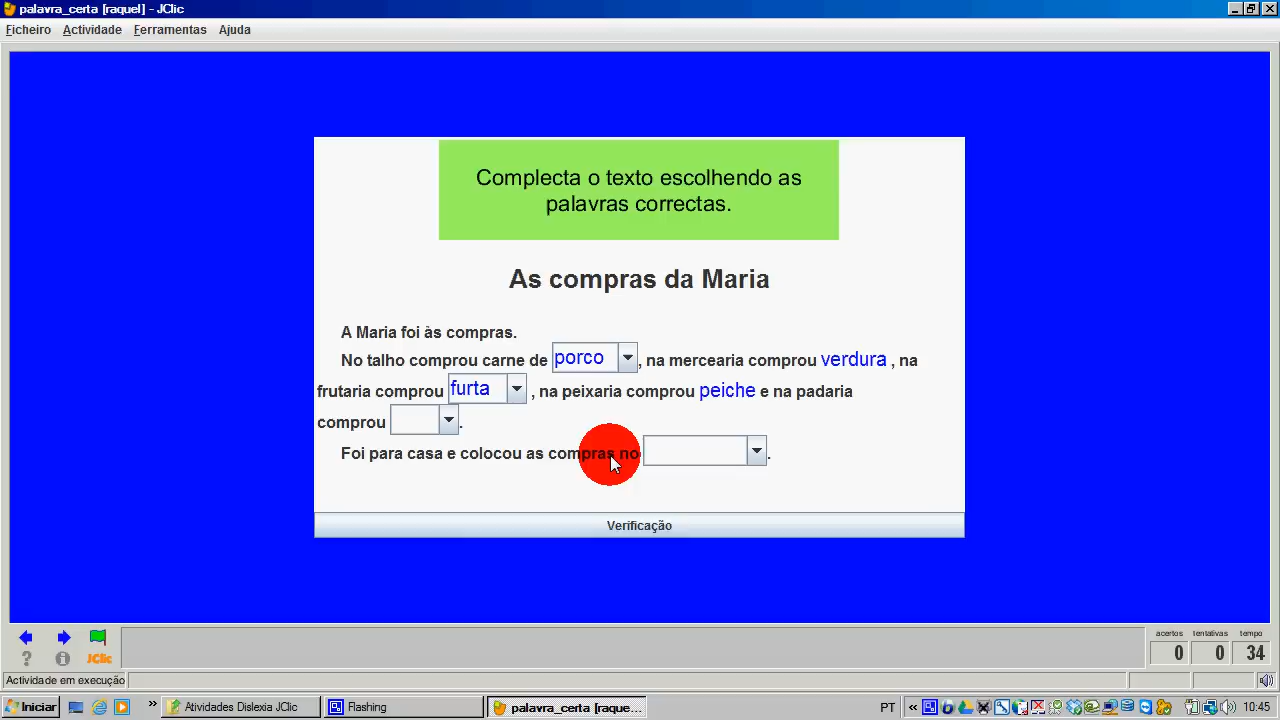 palavra_certa [raquel] - JClic
Ficheiro Actividade Ferramentas Ajuda
Complecta o texto escolhendo as
palavras correctas.
As compras da Maria
A Maria foi às compras.
No talho comprou carne de porco , na mercearia comprou verdura , na
frutaria comprou furta , na peixaria comprou peiche e na padaria
comprou .
Foi para casa e colocou as compras no .
Verificação
acertos tentativas tempo
0 0 34
JClic
Actividade em execução
Iniciar » Atividades Dislexia JClic Flashing palavra_certa [raque... PT « 10:45